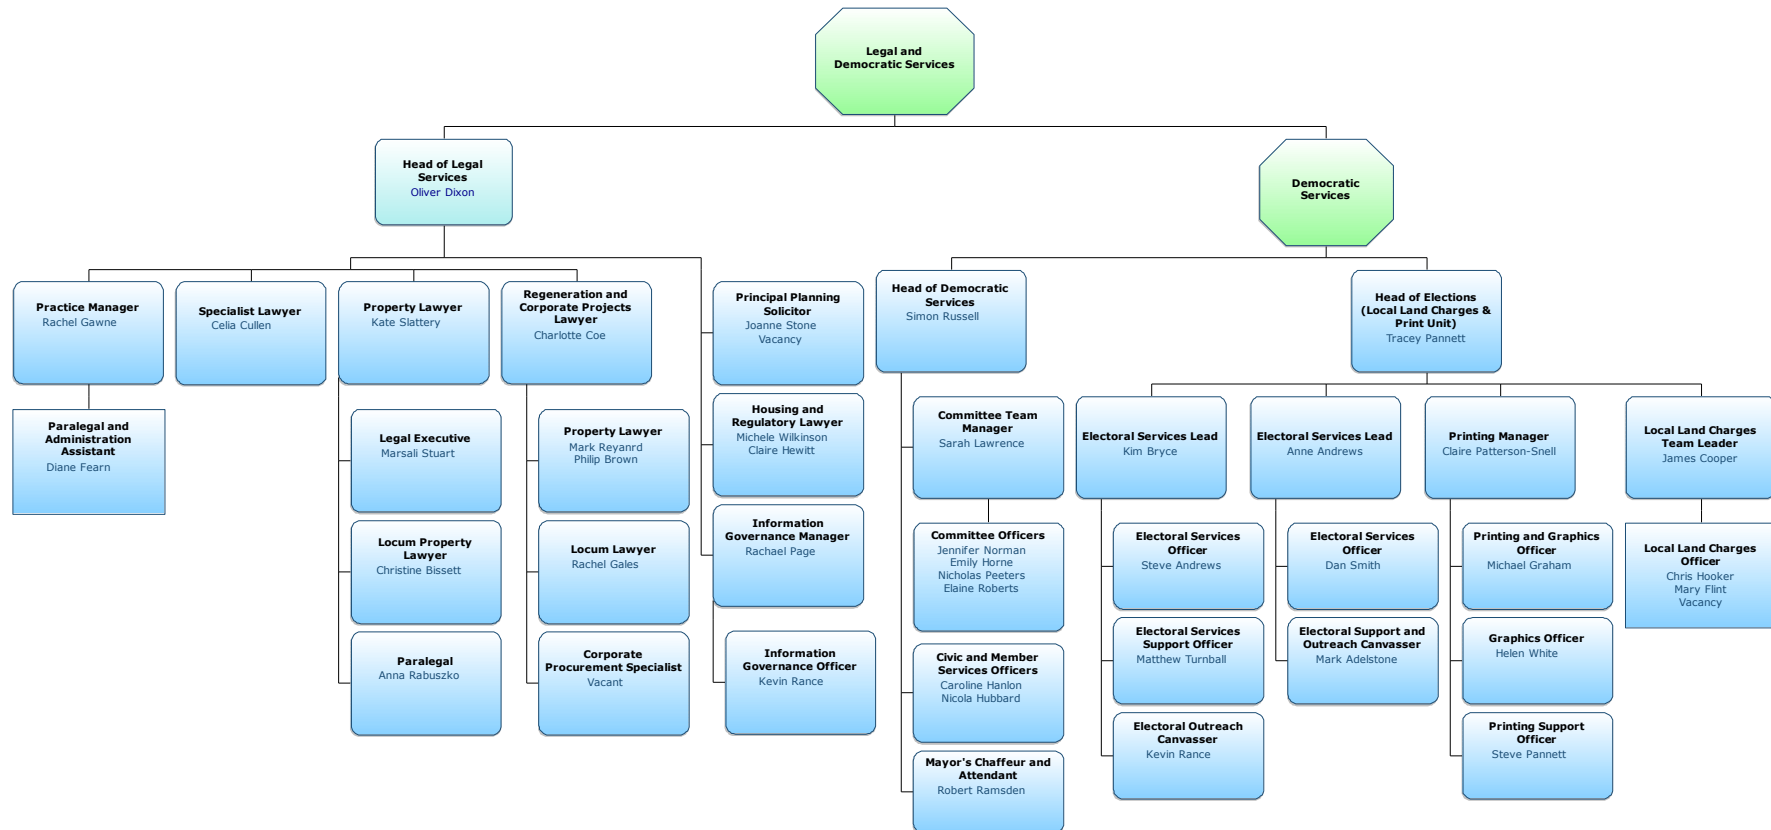 Legal and
Democratic Services
Head of Legal
Services
Oliver Dixon
Democratic
Services
Practice Manager
Rachel Gawne
Specialist Lawyer
Celia Cullen
Property Lawyer
Kate Slattery
Regeneration and
Corporate Projects
Lawyer
Charlotte Coe
Principal Planning
Solicitor
Joanne Stone
Vacancy
Head of Democratic
Services
Simon Russell
Head of Elections
(Local Land Charges &
Print Unit)
Tracey Pannett
Paralegal and
Administration
Assistant
Diane Fearn
Legal Executive
Marsali Stuart
Locum Property
Lawyer
Christine Bissett
Paralegal
Anna Rabuszko
Property Lawyer
Mark Reyanrd
Philip Brown
Locum Lawyer
Rachel Gales
Corporate
Procurement Specialist
Vacant
Housing and
Regulatory Lawyer
Michele Wilkinson
Claire Hewitt
Information
Governance Manager
Rachael Page
Information
Governance Officer
Kevin Rance
Committee Team
Manager
Sarah Lawrence
Committee Officers
Jennifer Norman
Emily Horne
Nicholas Peeters
Elaine Roberts
Civic and Member
Services Officers
Caroline Hanlon
Nicola Hubbard
Mayor's Chaffeur and
Attendant
Robert Ramsden
Electoral Services Lead
Kim Bryce
Electoral Services
Officer
Steve Andrews
Electoral Services
Support Officer
Matthew Turnball
Electoral Outreach
Canvasser
Kevin Rance
Electoral Services Lead
Anne Andrews
Electoral Services
Officer
Dan Smith
Electoral Support and
Outreach Canvasser
Mark Adelstone
Printing Manager
Claire Patterson-Snell
Printing and Graphics
Officer
Michael Graham
Graphics Officer
Helen White
Printing Support
Officer
Steve Pannett
Local Land Charges
Team Leader
James Cooper
Local Land Charges
Officer
Chris Hooker
Mary Flint
Vacancy